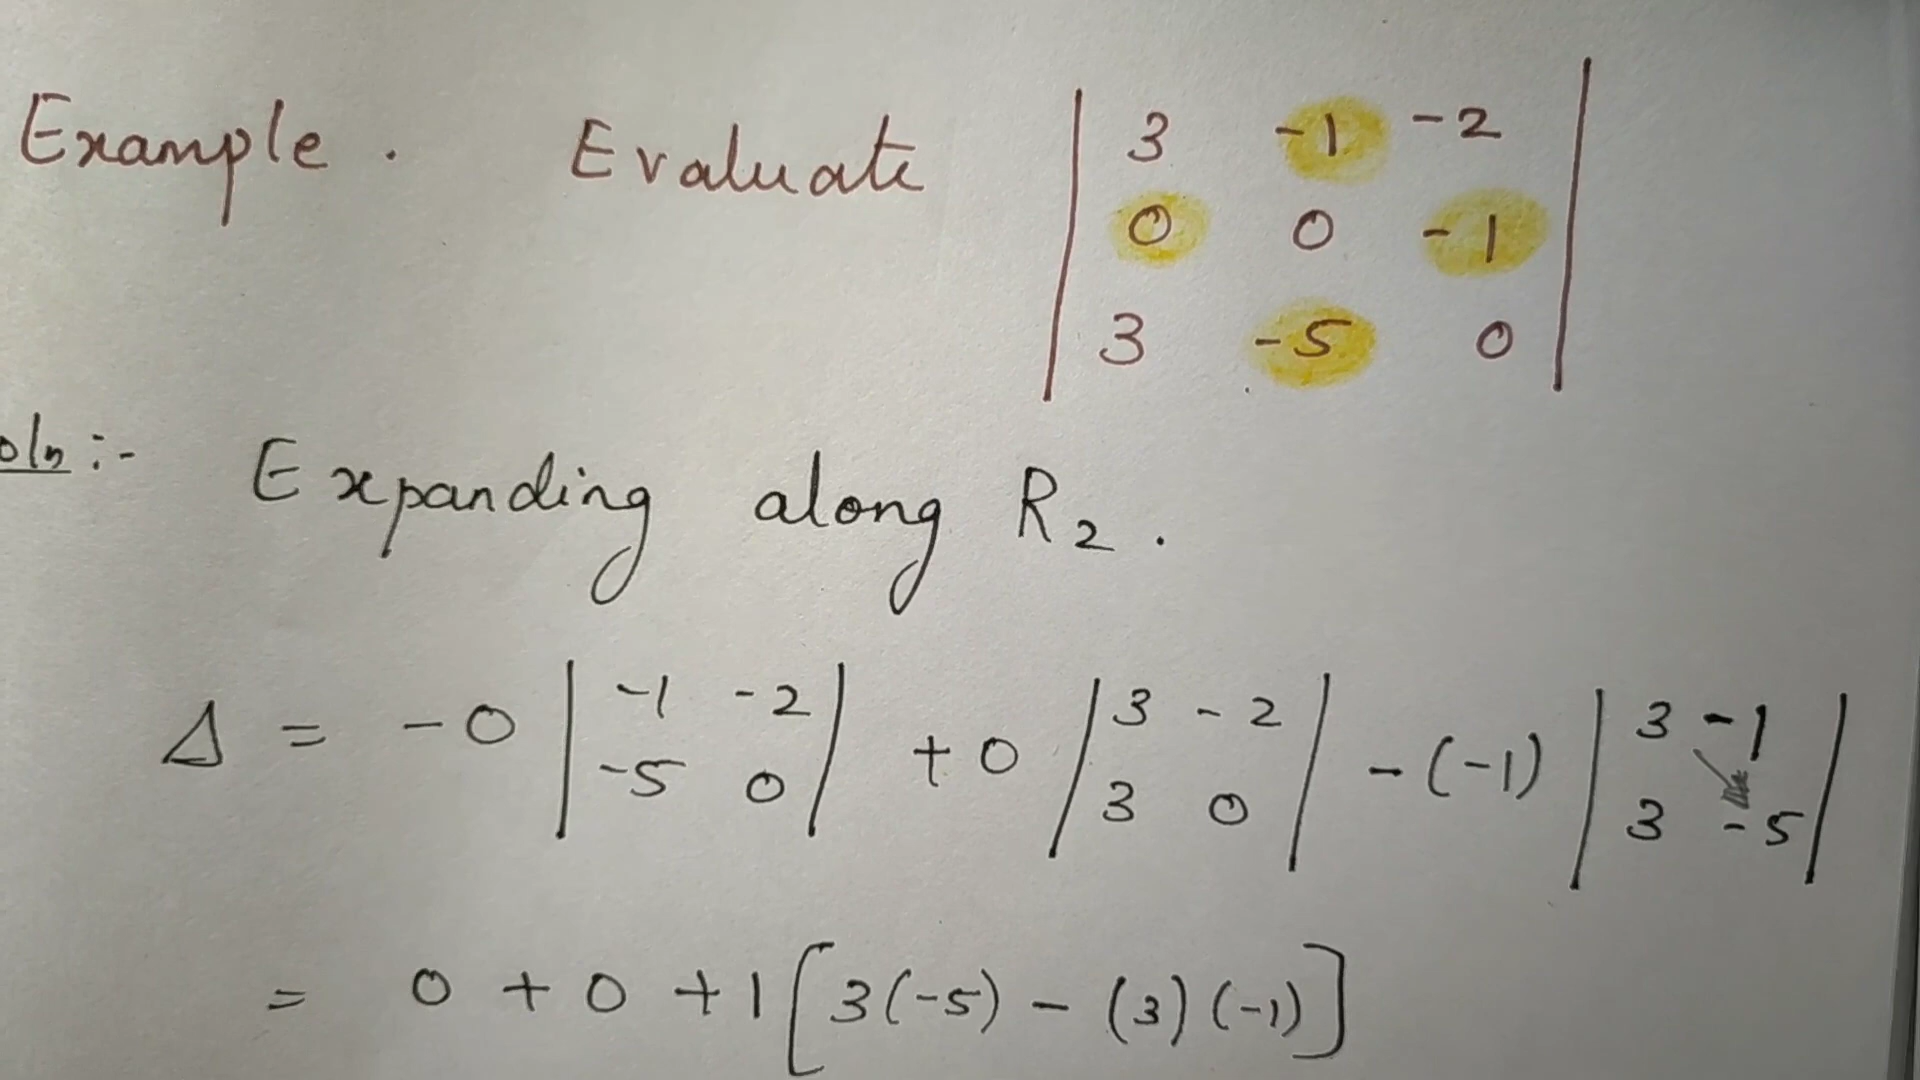 Example. Evaluate | 3 -1 -2 |
| 0 0 -1 |
| 3 -5 0 |
oln :- Expanding along R₂.
Δ = -0 | -1 -2 | + 0 | 3 -2 | - (-1) | 3 -1 |
| -5 0 | | 3 0 | | 3 -5 |
= 0 + 0 + 1 [ 3(-5) - (3)(-1) ]